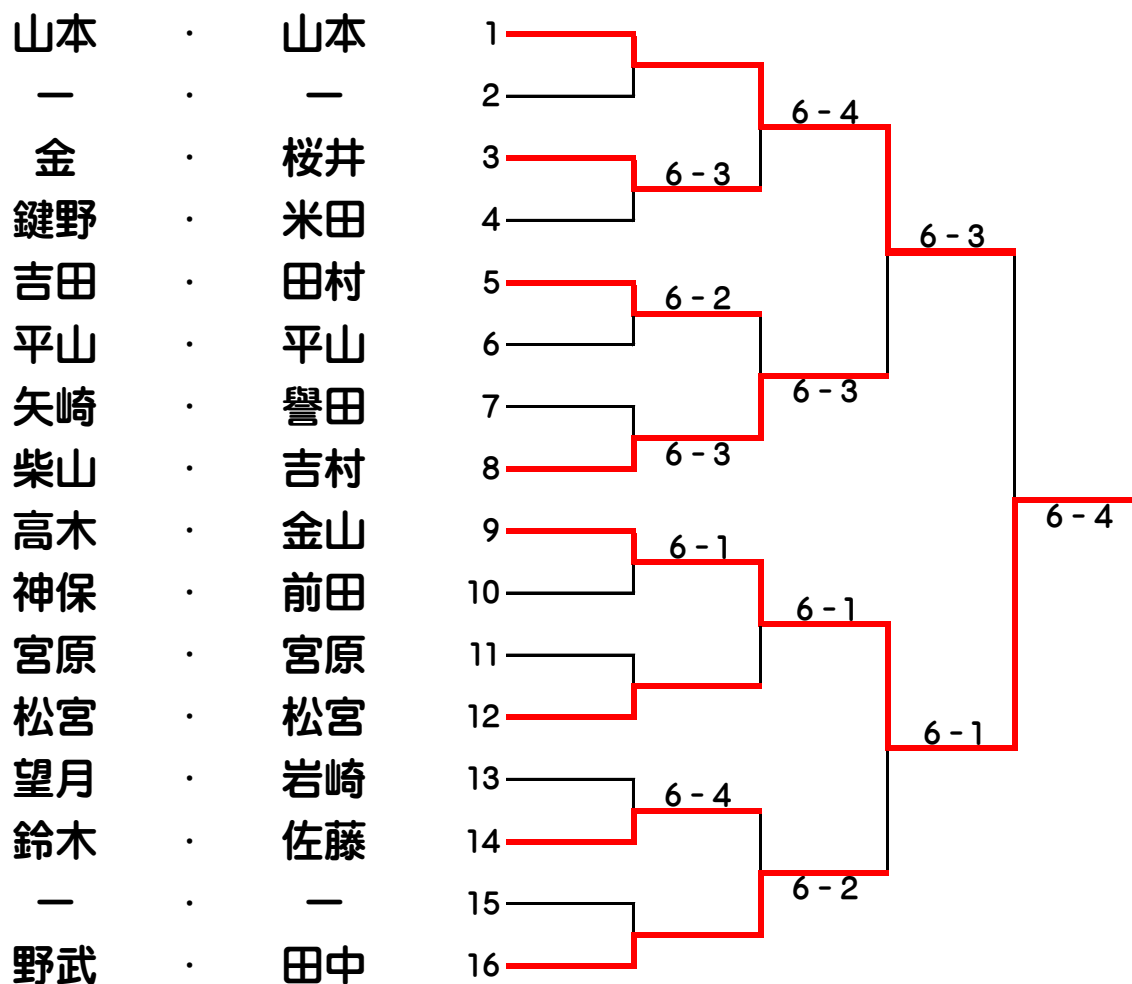 山本 ・ 山本 1
ー ・ ー 2
6-4
金 ・ 桜井 3
6-3
鍵野 ・ 米田 4
6-3
吉田 ・ 田村 5
6-2
平山 ・ 平山 6
6-3
矢崎 ・ 譽田 7
6-3
柴山 ・ 吉村 8
6-4
高木 ・ 金山 9
6-1
神保 ・ 前田 10
6-1
宮原 ・ 宮原 11
松宮 ・ 松宮 12
6-1
望月 ・ 岩崎 13
6-4
鈴木 ・ 佐藤 14
6-2
ー ・ ー 15
野武 ・ 田中 16